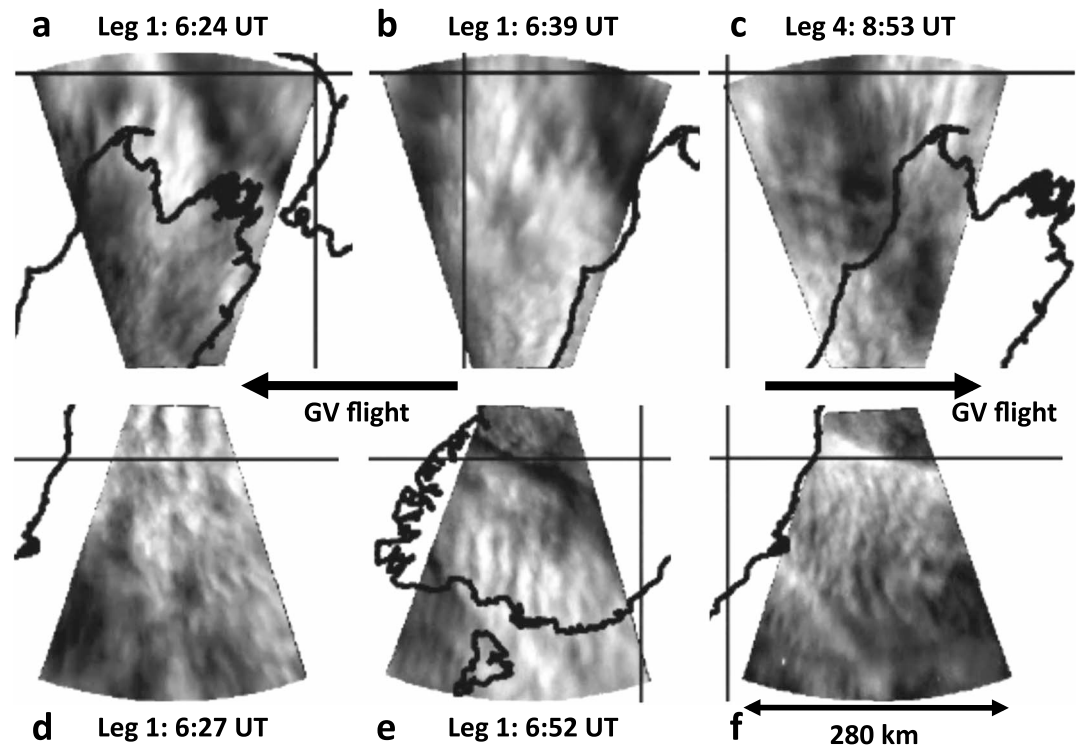 a Leg 1: 6:24 UT
b Leg 1: 6:39 UT
c Leg 4: 8:53 UT
GV flight
GV flight
d Leg 1: 6:27 UT
e Leg 1: 6:52 UT
f
280 km